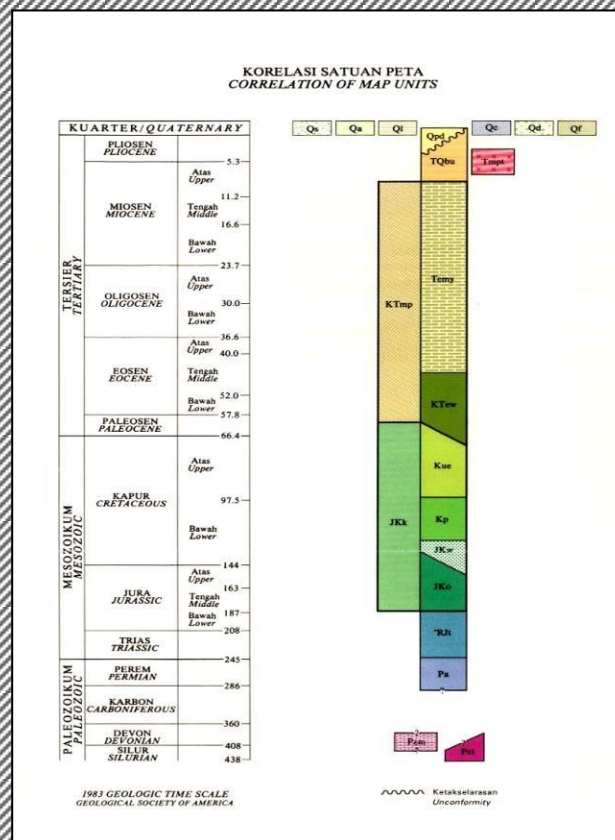 KORELASI SATUAN PETA
CORRELATION OF MAP UNITS
KUARTER/QUATERNARY
Qs
Qa
Ql
Qpd
Qc
Qd
Qf
TERSIER
TERTIARY
PLIOSEN
PLIOCENE
TQbu
Tmpt
5.3
MIOSEN
MIOCENE
Atas
Upper
11.2
Tengah
Middle
16.6
Bawah
Lower
23.7
OLIGOSEN
OLIGOCENE
Atas
Upper
30.0
Bawah
Lower
KTmp
Temy
36.6
EOSEN
EOCENE
Atas
Upper
40.0
Tengah
Middle
52.0
Bawah
Lower
57.8
KTew
PALEOSEN
PALEOCENE
66.4
MESOZOIKUM
MESOZOIC
KAPUR
CRETACEOUS
Atas
Upper
97.5
Bawah
Lower
144
Kue
Kp
JKk
JKw
JURA
JURASSIC
Atas
Upper
163
Tengah
Middle
187
Bawah
Lower
208
JKo
TRIAS
TRIASSIC
245
RJt
PALEOZOIKUM
PALEOZOIC
PEREM
PERMIAN
286
Pa
?
KARBON
CARBONIFEROUS
360
DEVON
DEVONIAN
408
SILUR
SILURIAN
438
Pst
1983 GEOLOGIC TIME SCALE
GEOLOGICAL SOCIETY OF AMERICA
Ketakselarasan
Unconformity